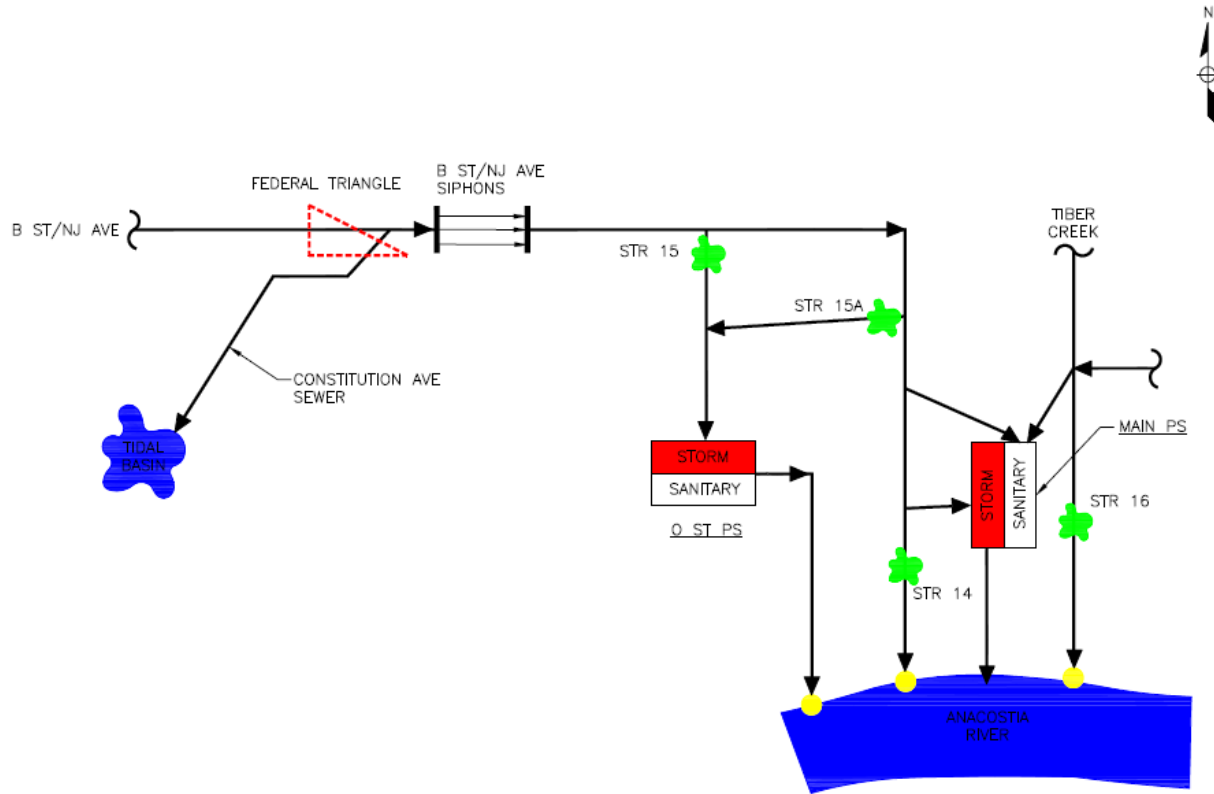 N
FEDERAL TRIANGLE
B ST/NJ AVE
SIPHONS
B ST/NJ AVE
TIBER
CREEK
STR 15
STR 15A
CONSTITUTION AVE
SEWER
TIDAL
BASIN
MAIN PS
STORM
SANITARY
O ST PS
STORM
SANITARY
STR 16
STR 14
ANACOSTIA
RIVER